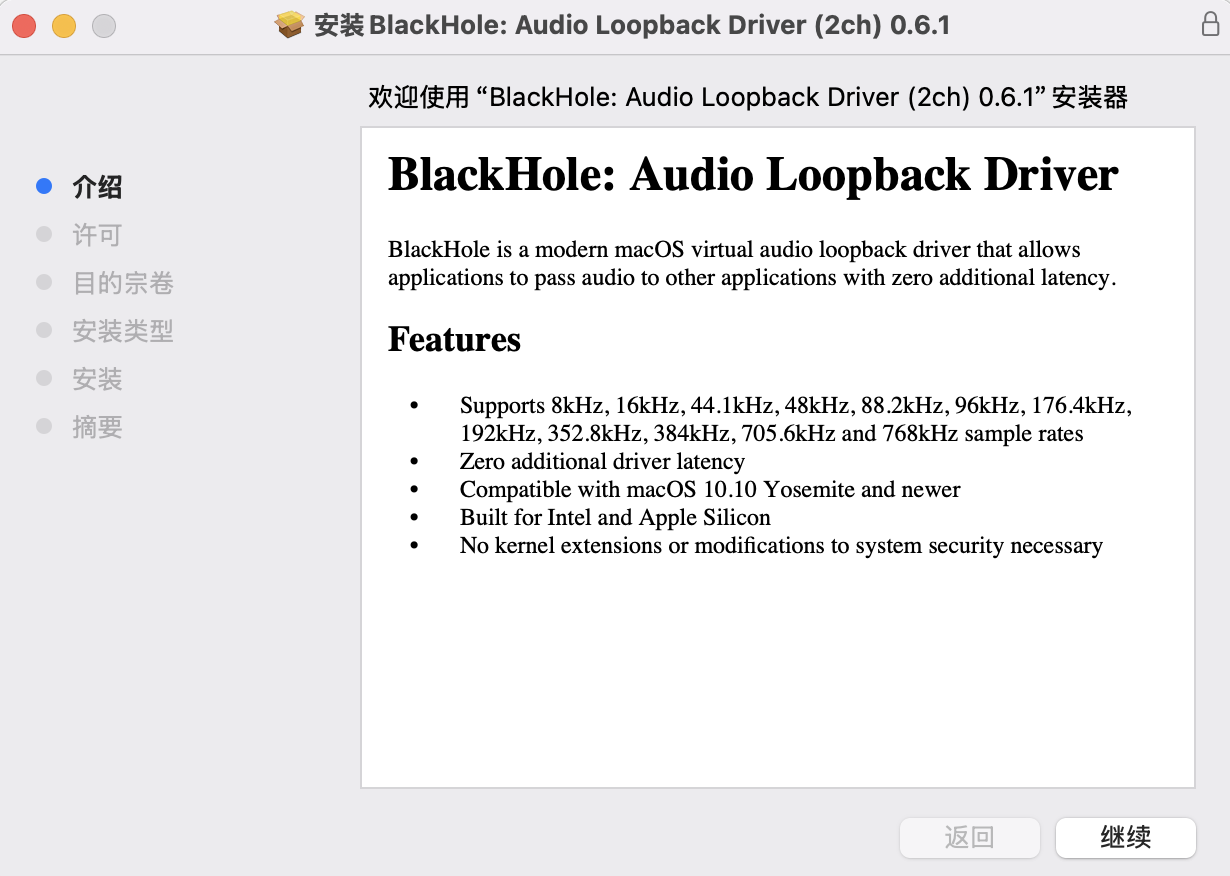 安装 BlackHole: Audio Loopback Driver (2ch) 0.6.1
欢迎使用 “BlackHole: Audio Loopback Driver (2ch) 0.6.1” 安装器
介绍
许可
目的宗卷
安装类型
安装
摘要
BlackHole: Audio Loopback Driver
BlackHole is a modern macOS virtual audio loopback driver that allows
applications to pass audio to other applications with zero additional latency.
Features
• Supports 8kHz, 16kHz, 44.1kHz, 48kHz, 88.2kHz, 96kHz, 176.4kHz,
192kHz, 352.8kHz, 384kHz, 705.6kHz and 768kHz sample rates
• Zero additional driver latency
• Compatible with macOS 10.10 Yosemite and newer
• Built for Intel and Apple Silicon
• No kernel extensions or modifications to system security necessary
返回
继续